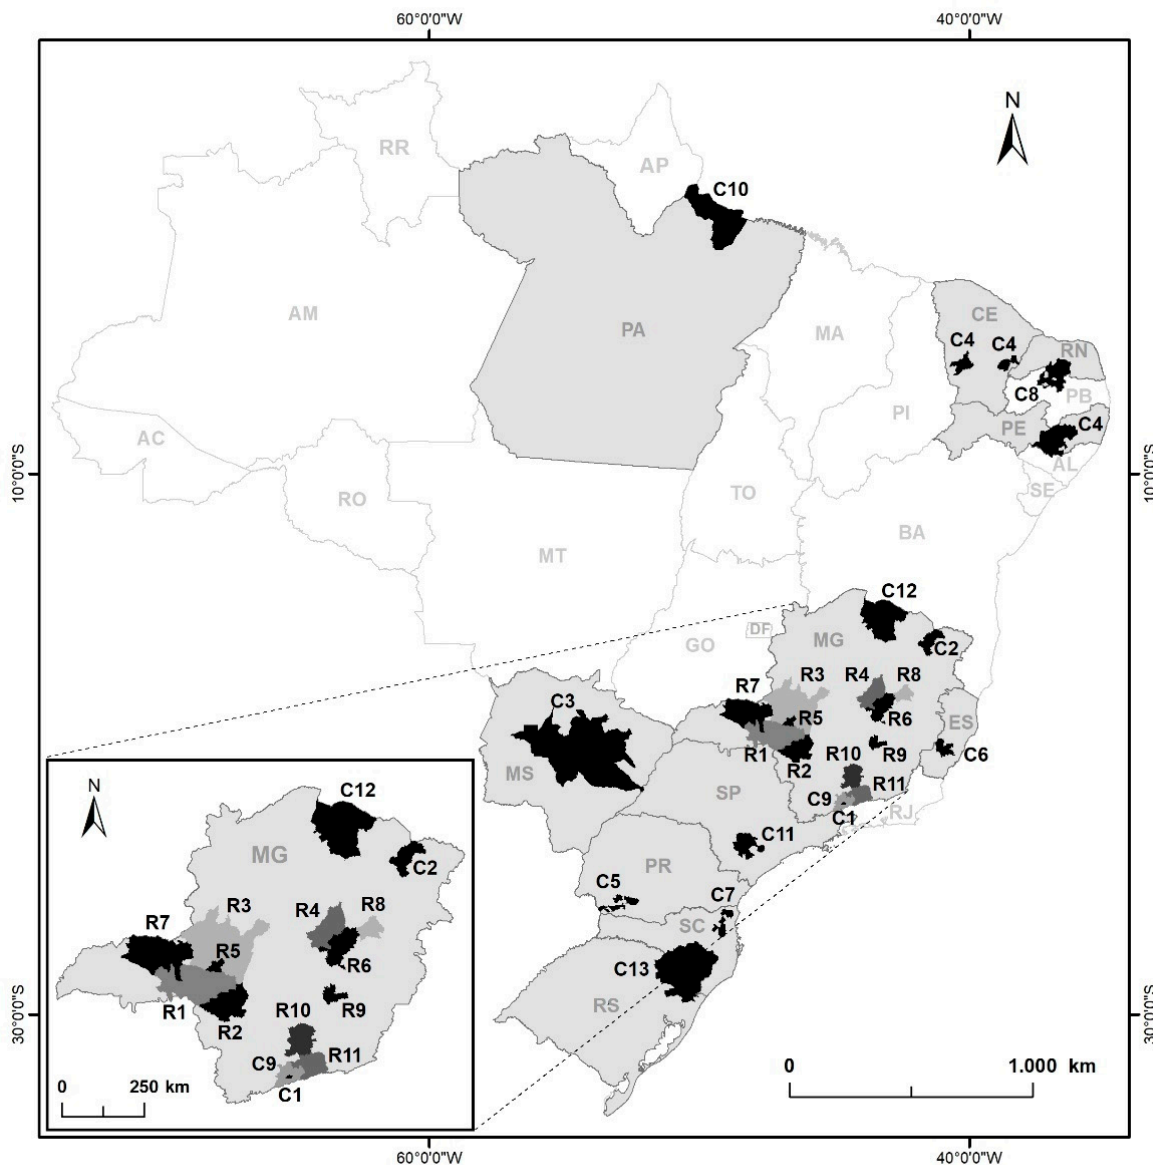 60°0'0"W 40°0'0"W
N
RR
AP
C10
AM
PA
MA
CE
C4 C4
RN
C8 PB
PI
PE C4
AC
AL
10°0'0"S 10°0'0"S
RO
TO
SE
BA
MT
C12
GO DF MG
C2
R7 R3 R4 R8
C3
R5 R6 ES
R1 R2 R10 R9 C6
MS
SP
C9 R11
C1 RJ
C11
PR
C5 C7
SC
C13
RS
30°0'0"S 30°0'0"S
0 1.000 km
N
C12
MG
C2
R3 R4 R8
R7
R5
R6
R1 R2 R10 R9
C9 R11
C1
0 250 km
60°0'0"W 40°0'0"W